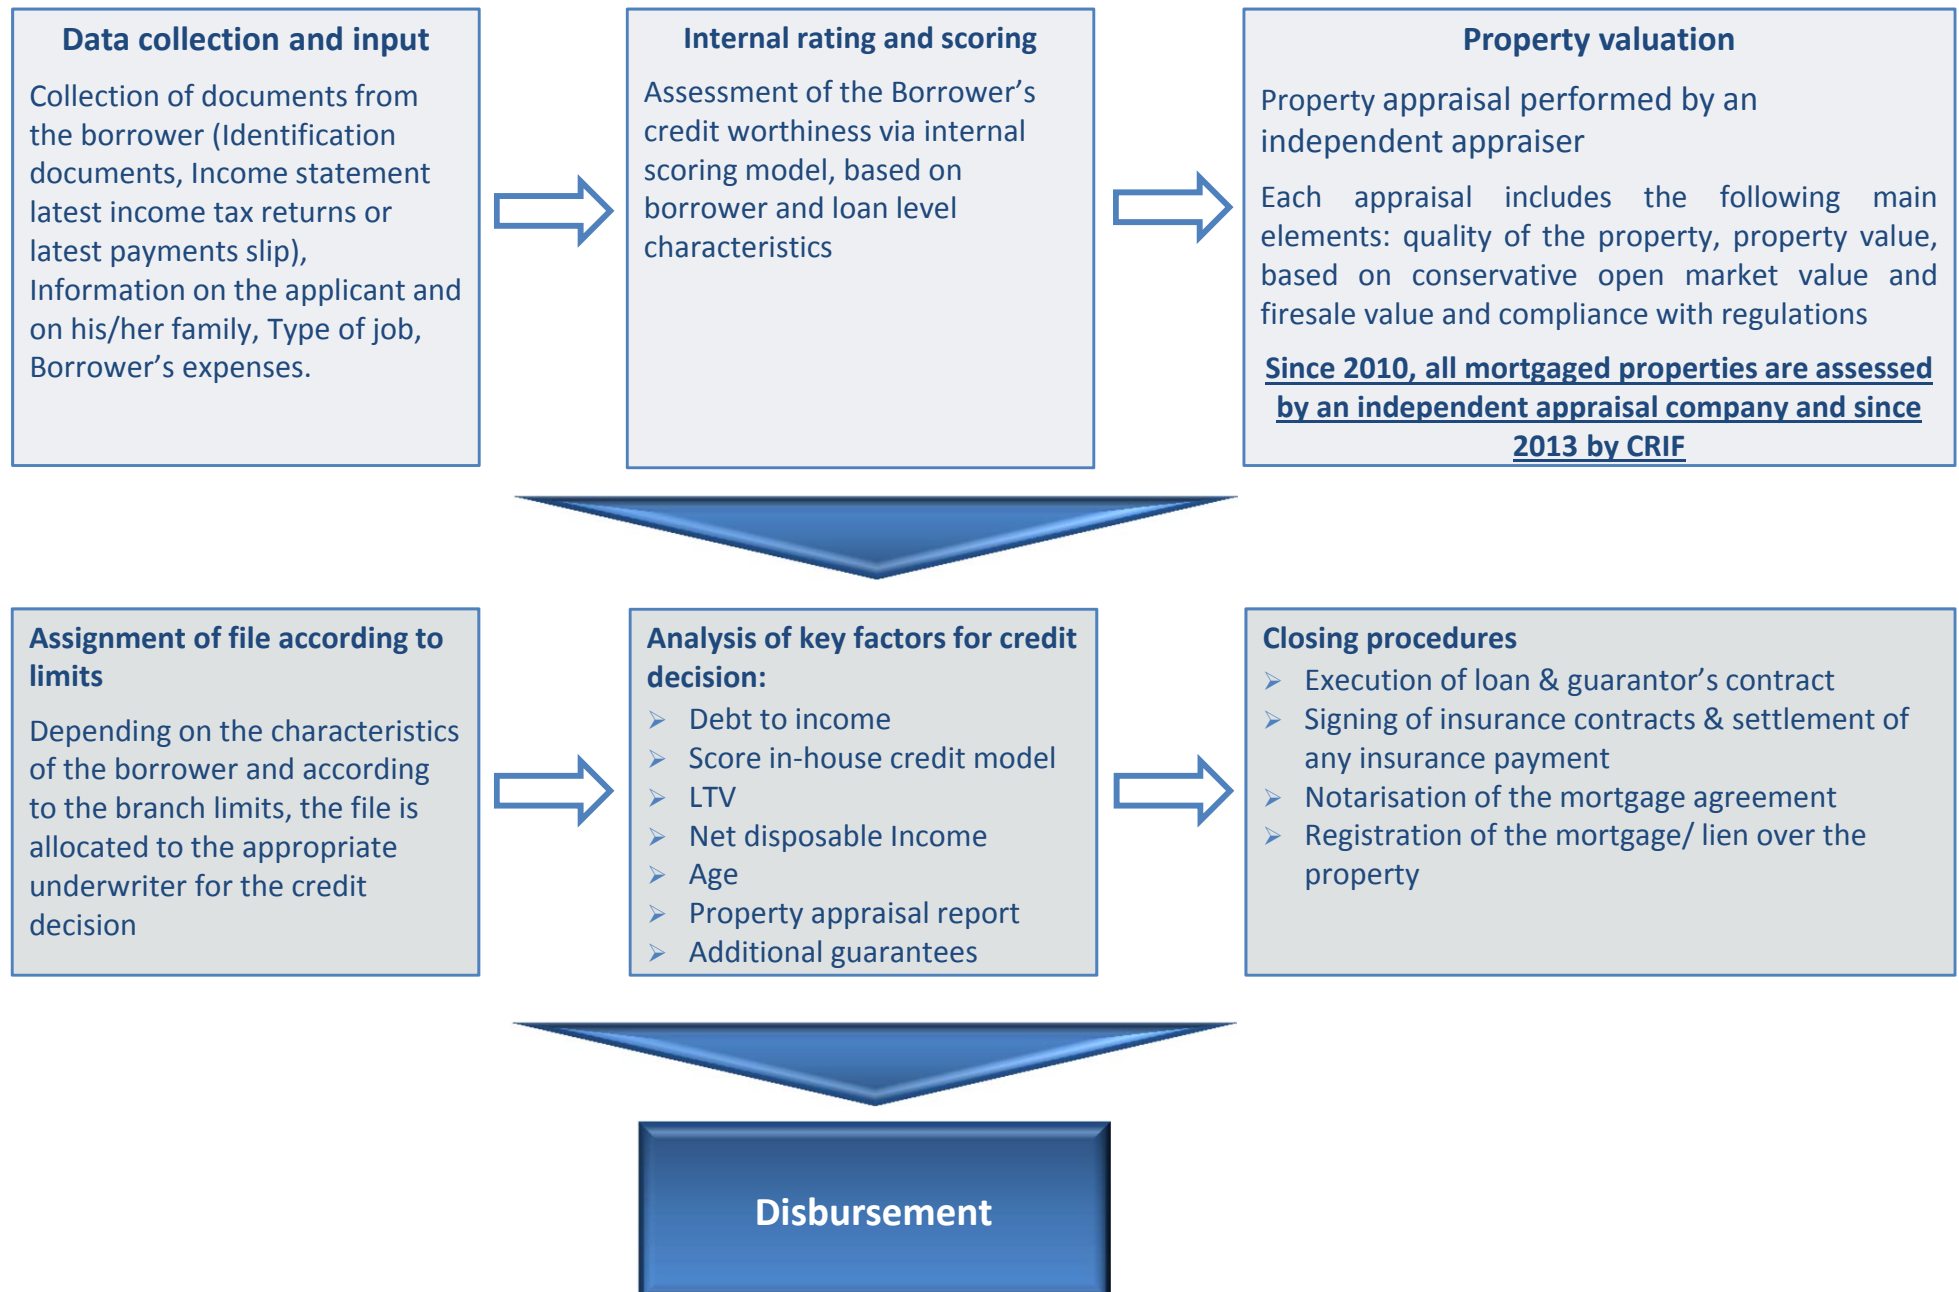 Data collection and input
Collection of documents from
the borrower (Identification
documents, Income statement
latest income tax returns or
latest payments slip),
Information on the applicant and
on his/her family, Type of job,
Borrower’s expenses.
Internal rating and scoring
Assessment of the Borrower’s
credit worthiness via internal
scoring model, based on
borrower and loan level
characteristics
Property valuation
Property appraisal performed by an
independent appraiser
Each appraisal includes the following main
elements: quality of the property, property value,
based on conservative open market value and
firesale value and compliance with regulations
Since 2010, all mortgaged properties are assessed
by an independent appraisal company and since
2013 by CRIF
Assignment of file according to
limits
Depending on the characteristics
of the borrower and according
to the branch limits, the file is
allocated to the appropriate
underwriter for the credit
decision
Analysis of key factors for credit
decision:
➢ Debt to income
➢ Score in-house credit model
➢ LTV
➢ Net disposable Income
➢ Age
➢ Property appraisal report
➢ Additional guarantees
Closing procedures
➢ Execution of loan & guarantor’s contract
➢ Signing of insurance contracts & settlement of
any insurance payment
➢ Notarisation of the mortgage agreement
➢ Registration of the mortgage/ lien over the
property
Disbursement